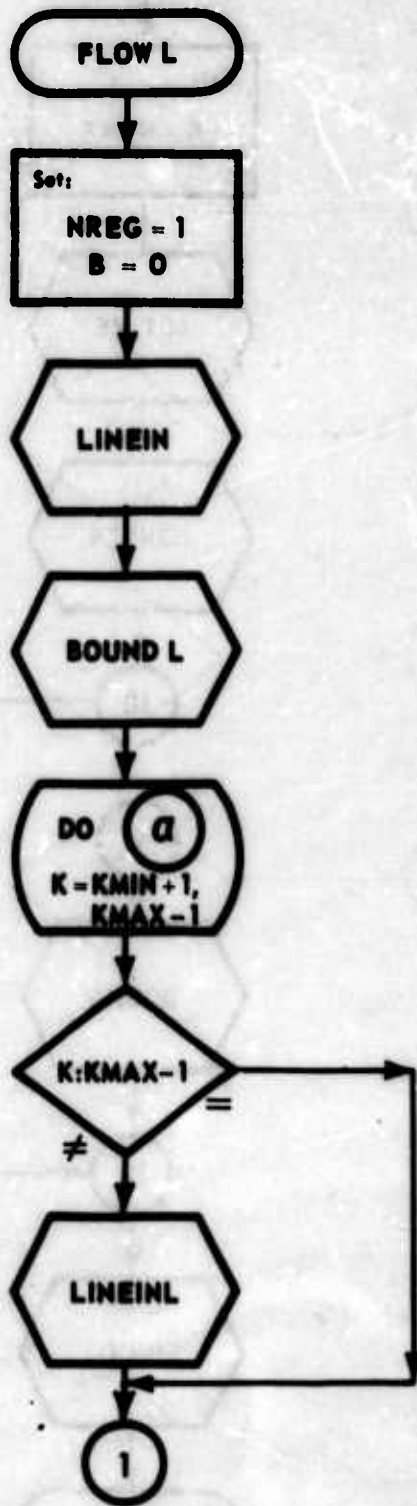 FLOW L
Set:
NREG = 1
B = 0
LINEIN
BOUND L
DO a
K = KMIN + 1,
KMAX - 1
K:KMAX-1
=
≠
LINEINL
1